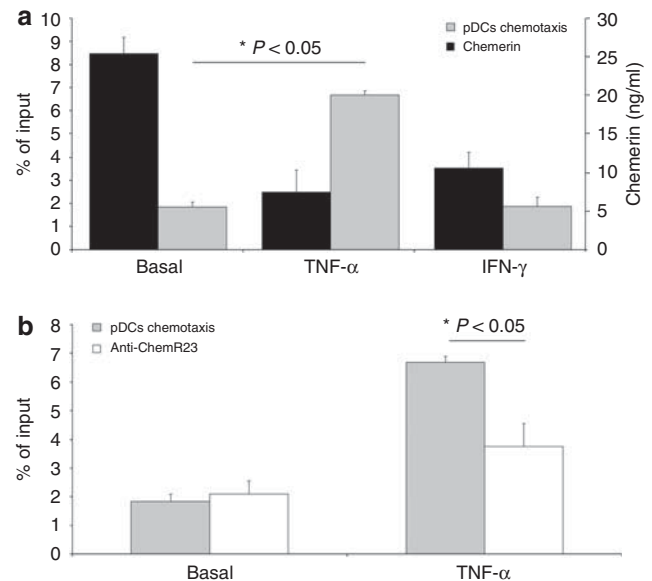 a
10
9
8
7
6
5
4
3
2
1
0
% of input
* P < 0.05
pDCs chemotaxis
Chemerin
30
25
20
15
10
5
0
Chemerin (ng/ml)
Basal TNF-α IFN-γ
b
8
7
6
5
4
3
2
1
0
% of input
pDCs chemotaxis
Anti-ChemR23
* P < 0.05
Basal TNF-α